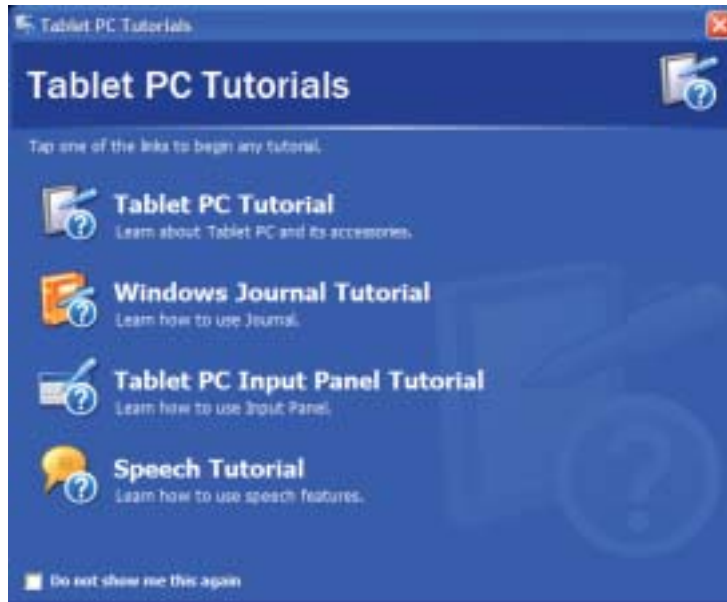 Tablet PC Tutorials
Tablet PC Tutorials
Tap one of the links to begin any tutorial.
Tablet PC Tutorial
Learn about Tablet PC and its accessories.
Windows Journal Tutorial
Learn how to use Journal.
Tablet PC Input Panel Tutorial
Learn how to use Input Panel.
Speech Tutorial
Learn how to use speech features.
Do not show me this again